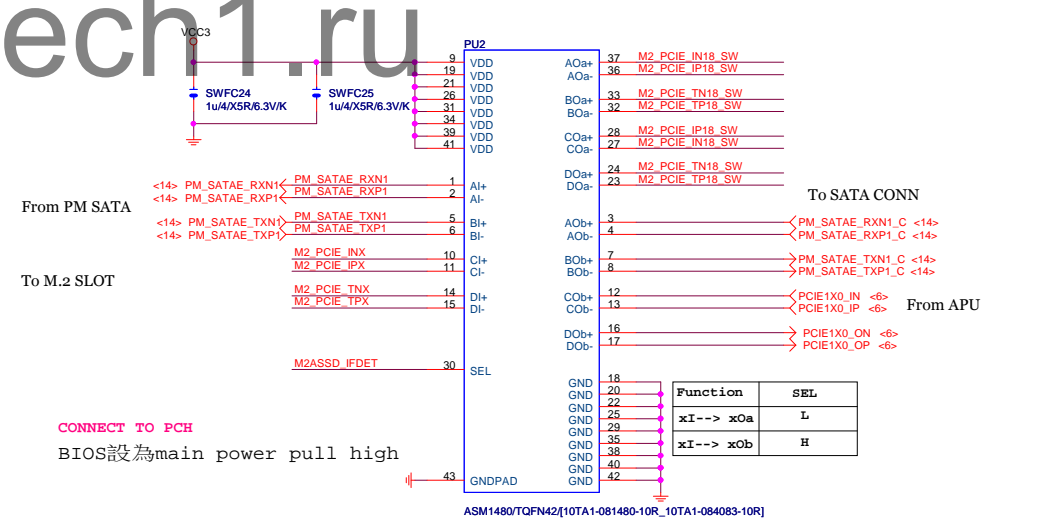 ech1.ru
VCC3
PU2
SWFC24
1u/4/X5R/6.3V/K
SWFC25
1u/4/X5R/6.3V/K
9 VDD
19 VDD
21 VDD
26 VDD
31 VDD
34 VDD
39 VDD
41 VDD
AOa+ 37 M2_PCIE_IN18_SW
AOa- 36 M2_PCIE_IP18_SW
BOa+ 33 M2_PCIE_TN18_SW
BOa- 32 M2_PCIE_TP18_SW
COa+ 28 M2_PCIE_IP18_SW
COa- 27 M2_PCIE_IN18_SW
DOa+ 24 M2_PCIE_TN18_SW
DOa- 23 M2_PCIE_TP18_SW
From PM SATA
<14> PM_SATAE_RXN1 PM_SATAE_RXN1 1 AI+
<14> PM_SATAE_RXP1 PM_SATAE_RXP1 2 AI-
<14> PM_SATAE_TXN1 PM_SATAE_TXN1 5 BI+
<14> PM_SATAE_TXP1 PM_SATAE_TXP1 6 BI-
To SATA CONN
AOb+ 3 PM_SATAE_RXN1_C <14>
AOb- 4 PM_SATAE_RXP1_C <14>
BOb+ 7 PM_SATAE_TXN1_C <14>
BOb- 8 PM_SATAE_TXP1_C <14>
To M.2 SLOT
M2_PCIE_INX 10 CI+
M2_PCIE_IPX 11 CI-
M2_PCIE_TNX 14 DI+
M2_PCIE_TPX 15 DI-
COb+ 12 PCIE1X0_IN <6>
COb- 13 PCIE1X0_IP <6>
From APU
DOb+ 16 PCIE1X0_ON <6>
DOb- 17 PCIE1X0_OP <6>
M2ASSD_IFDET 30 SEL
GND 18
GND 20
GND 22
GND 25
GND 29
GND 35
GND 38
GND 40
GND 42
Function SEL
xI--> xOa L
xI--> xOb H
CONNECT TO PCH
BIOS設為main power pull high
43 GNDPAD
ASM1480/TQFN42/[10TA1-081480-10R_10TA1-084083-10R]